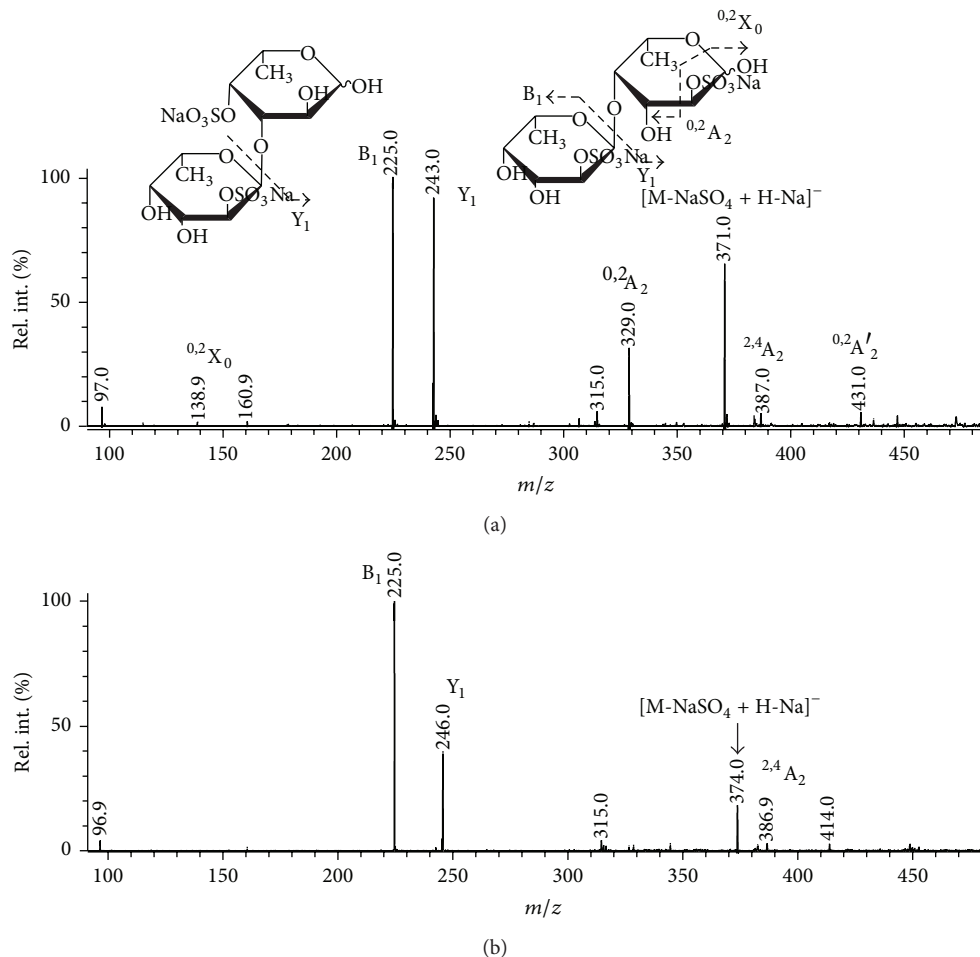 0,2X0
O
CH3
OH
OH
NaO3SO
O
O
CH3
OSO3Na
OH
OH
Y1
O
CH3
OH
OSO3Na
0,2A2
B1
O
OH
O
CH3
OSO3Na
OH
OH
Y1
[M-NaSO4 + H-Na]−
Rel. int. (%)
100
50
0
97.0
0,2X0
138.9
160.9
B1
225.0
243.0
Y1
315.0
0,2A2
329.0
371.0
2,4A2
387.0
0,2A′2
431.0
100 150 200 250 300 350 400 450
m/z
(a)
Rel. int. (%)
100
50
0
96.9
B1
225.0
Y1
246.0
315.0
[M-NaSO4 + H-Na]−
374.0
2,4A2
386.9
414.0
100 150 200 250 300 350 400 450
m/z
(b)